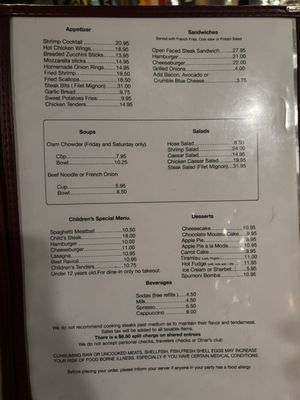 Appetizer
Shrimp Cocktail 20.95
Hot Chicken Wings 18.95
Breaded Zucchini Sticks 13.95
Mozzarella sticks 14.95
Homemade Onion Rings 14.95
Fried Shrimp 19.50
Fried Scallops 18.50
Steak Bits ( Filet Mignon) 31.00
Garlic Bread 8.75
Sweet Potatoes Fries 9.95
Chicken Tenders 14.95
Sandwiches
Served with French Fries, Cole slaw or Potato Salad
Open Faced Steak Sandwich 27.95
Hamburger 21.00
Cheeseburger 22.00
Grilled Onions 4.00
Add Bacon, Avocado or
Crumble Blue Cheese 3.75
Soups
Clam Chowder (Friday and Saturday only)
Cup 7.95
Bowl 10.25
Beef Noodle or French Onion
Cup 5.95
Bowl 8.50
Salads
House Salad 8.50
Shrimp Salad 24.00
Caesar Salad 14.95
Chicken Caesar Salad 19.95
Steak Salad (Filet Mignon) 31.95
Children's Special Menu
Spaghetti Meatball 10.50
Child's Steak 18.00
Hamburger 10.00
Cheeseburger 11.00
Lasagna 10.95
Beef Ravioli 10.95
Children's Tenders 10.75
Under 12 years old. For dine-in only no takeout.
Desserts
Cheesecake 10.95
Chocolate Mousse Cake 9.95
Apple Pie
Apple Pie a la Mode 10.95
Carrot Cake 9.95
Tiramisu 11.00
Hot Fudge 11.95
Ice Cream or Sherbet 5.95
Spumoni Bomba 11.95
Beverages
Sodas (free refills) 4.50
Milk 4.50
Espresso 6.50
Cappuccino 9.00
We do not recommend cooking steaks past medium as to maintain their flavor and tenderness.
Sales tax will be added to all taxable items.
There is a $6.00 split charge on shared entrees
We do not accept personal checks, travelers checks or Diner's club
CONSUMING RAW OR UNCOOKED MEATS, SHELLFISH, FISH,FRESH SHELL EGGS MAY INCREASE
YOUR RISK OF FOOD BORNE ILLNESS, ESPECIALLY IF YOU HAVE CERTAIN MEDICAL CONDITIONS.
Before placing your order, please inform your server if anyone in your party has a food allergy